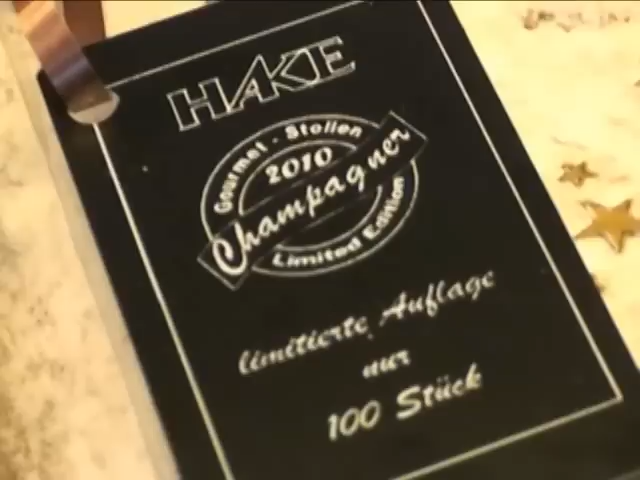 HAKE
Gourmet - Stollen
2010
Champagner
Limited Edition
limitierte Auflage
nur
100 Stück